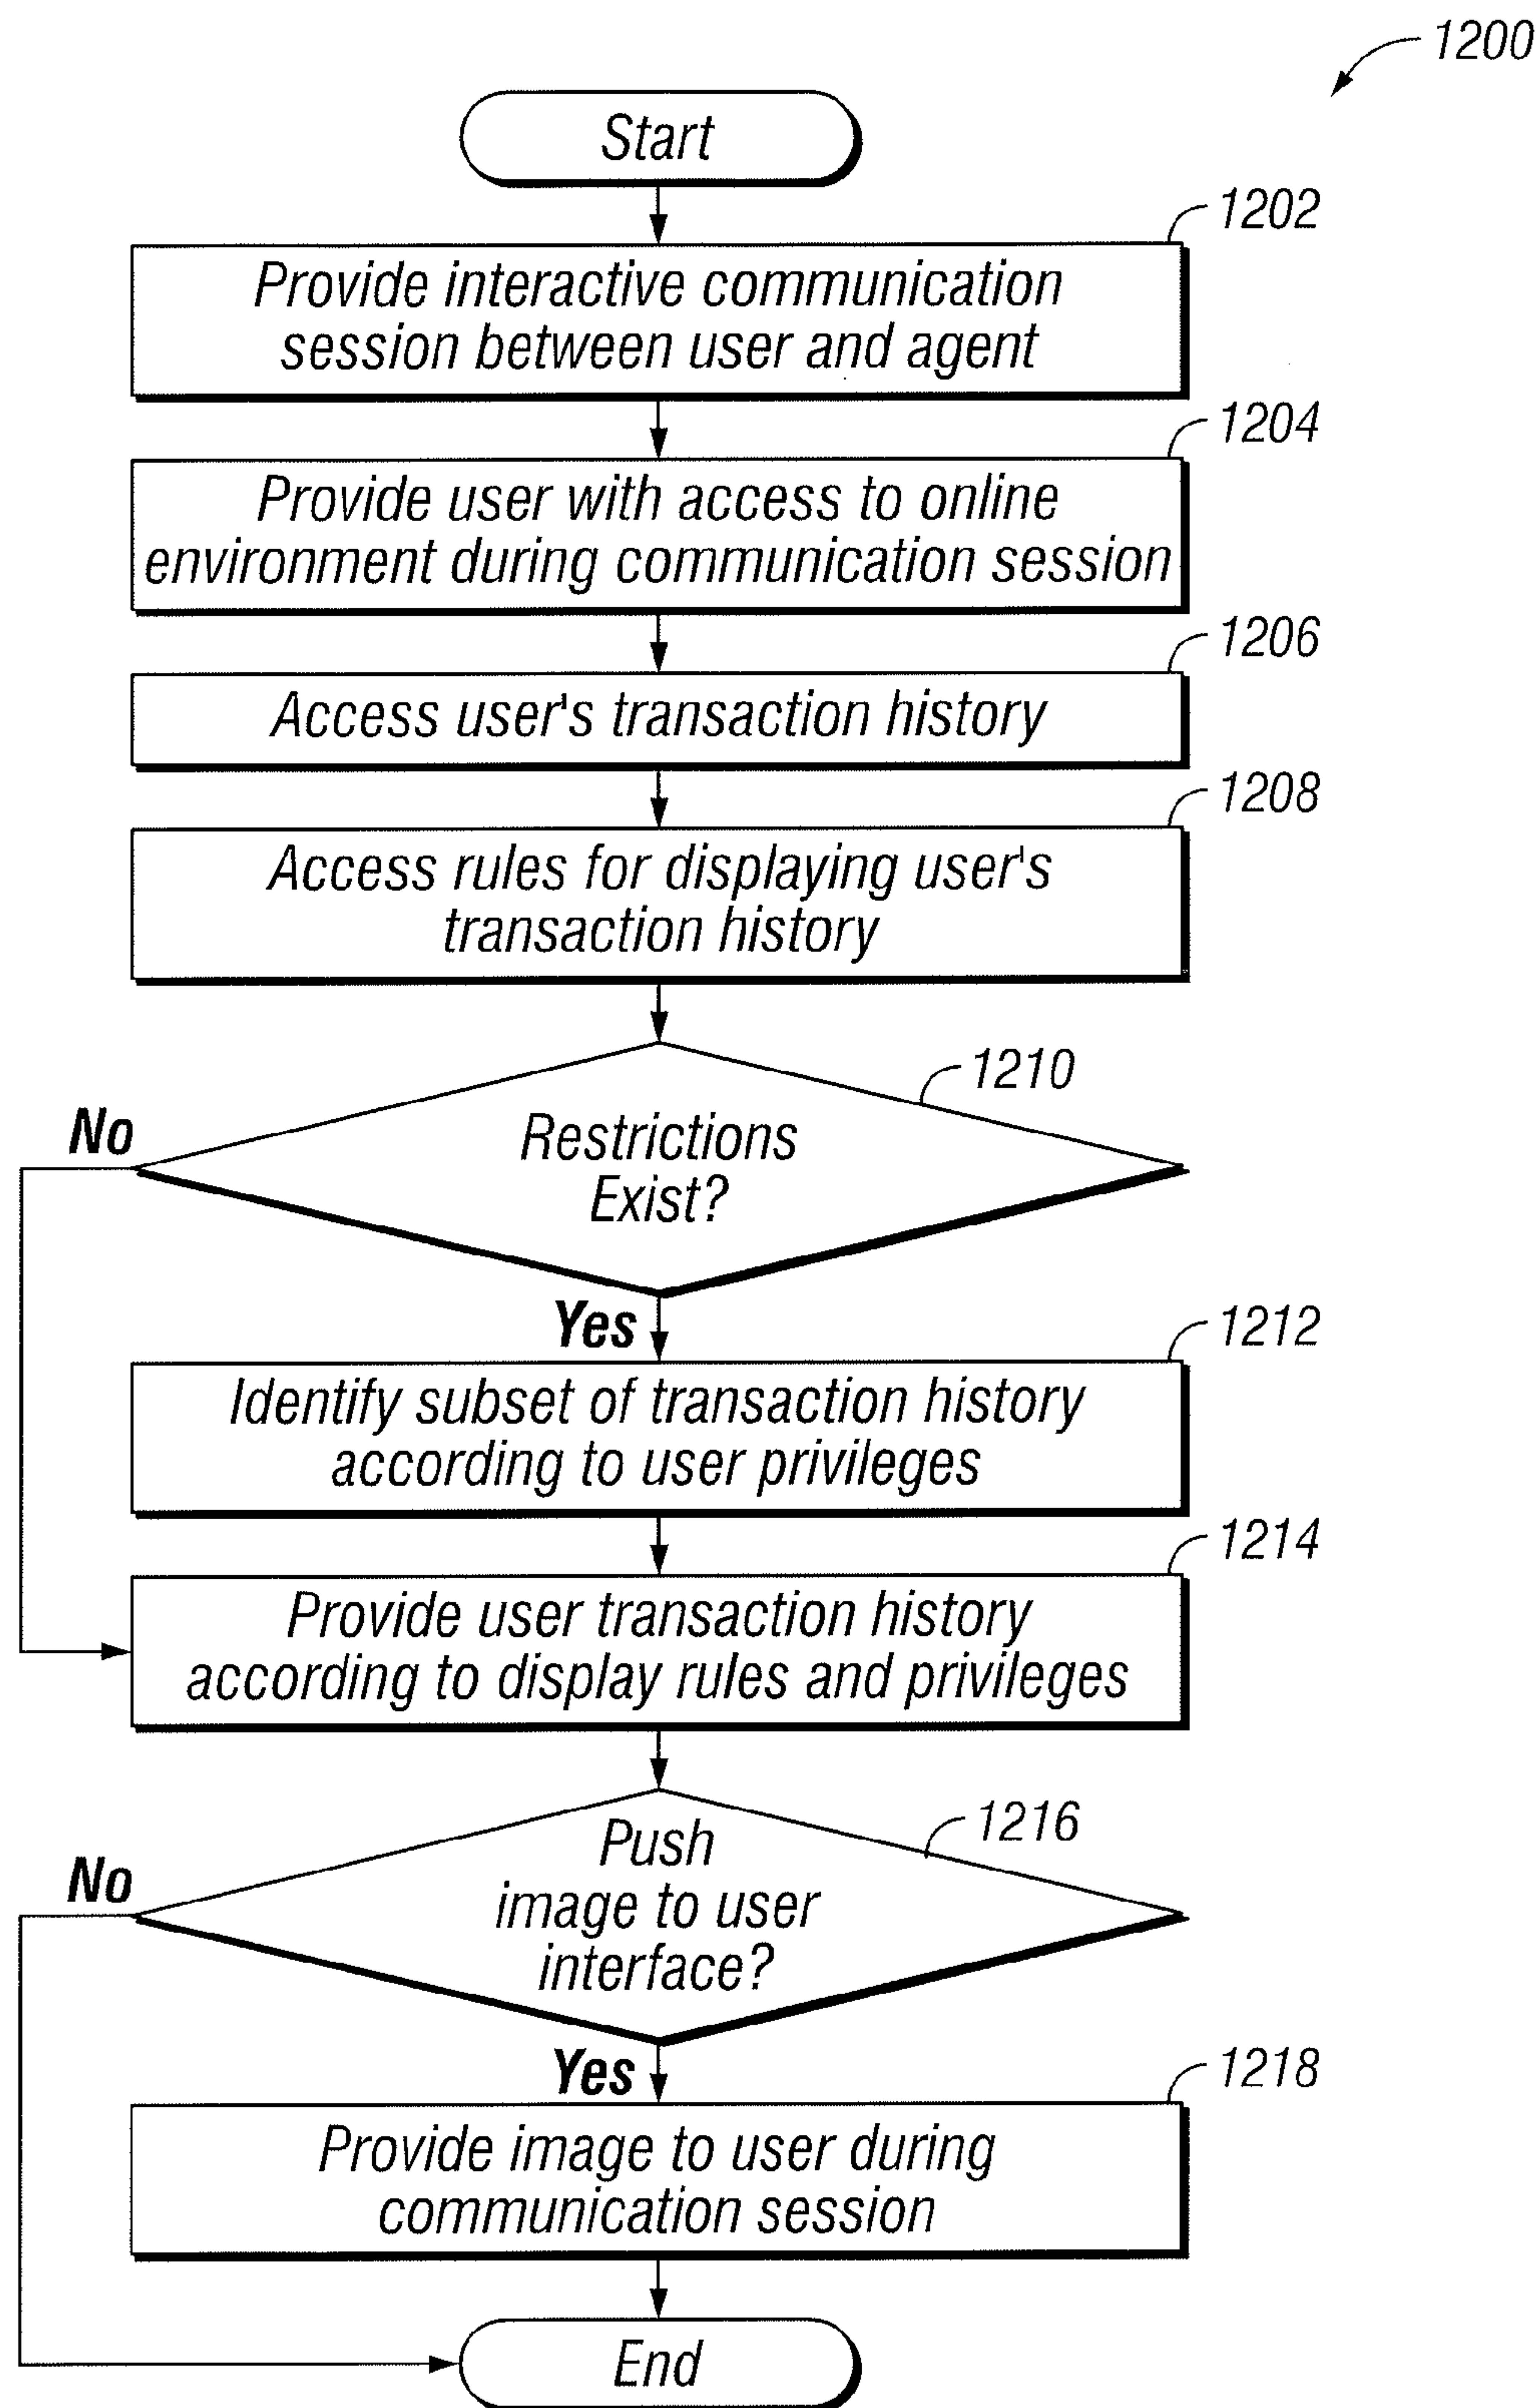 1200
Start
1202
Provide interactive communication
session between user and agent
1204
Provide user with access to online
environment during communication session
1206
Access user's transaction history
1208
Access rules for displaying user's
transaction history
1210
No
Restrictions
Exist?
Yes
1212
Identify subset of transaction history
according to user privileges
1214
Provide user transaction history
according to display rules and privileges
1216
Push
No
image to user
interface?
Yes
1218
Provide image to user during
communication session
End